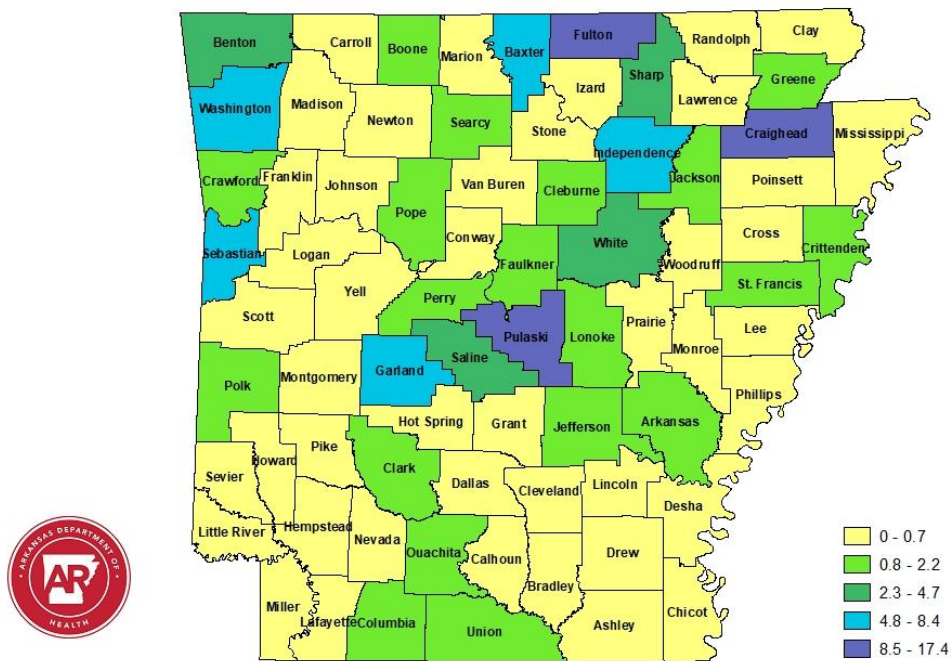 Benton
Carroll
Boone
Marion
Baxter
Fulton
Randolph
Clay
Sharp
Izard
Lawrence
Greene
Washington
Madison
Newton
Searcy
Stone
Independence
Jackson
Craighead
Mississippi
Crawford
Franklin
Johnson
Pope
Van Buren
Cleburne
Poinsett
Sebastian
Logan
Conway
Faulkner
White
Woodruff
Cross
Crittenden
St. Francis
Scott
Yell
Perry
Pulaski
Lonoke
Prairie
Monroe
Lee
Phillips
Polk
Montgomery
Garland
Saline
Hot Spring
Grant
Jefferson
Arkansas
Sevier
Howard
Pike
Clark
Dallas
Cleveland
Lincoln
Desha
Little River
Hempstead
Nevada
Ouachita
Calhoun
Bradley
Drew
Miller
Lafayette
Columbia
Union
Ashley
Chicot
ARKANSAS DEPARTMENT OF
AR
HEALTH
0 - 0.7
0.8 - 2.2
2.3 - 4.7
4.8 - 8.4
8.5 - 17.4